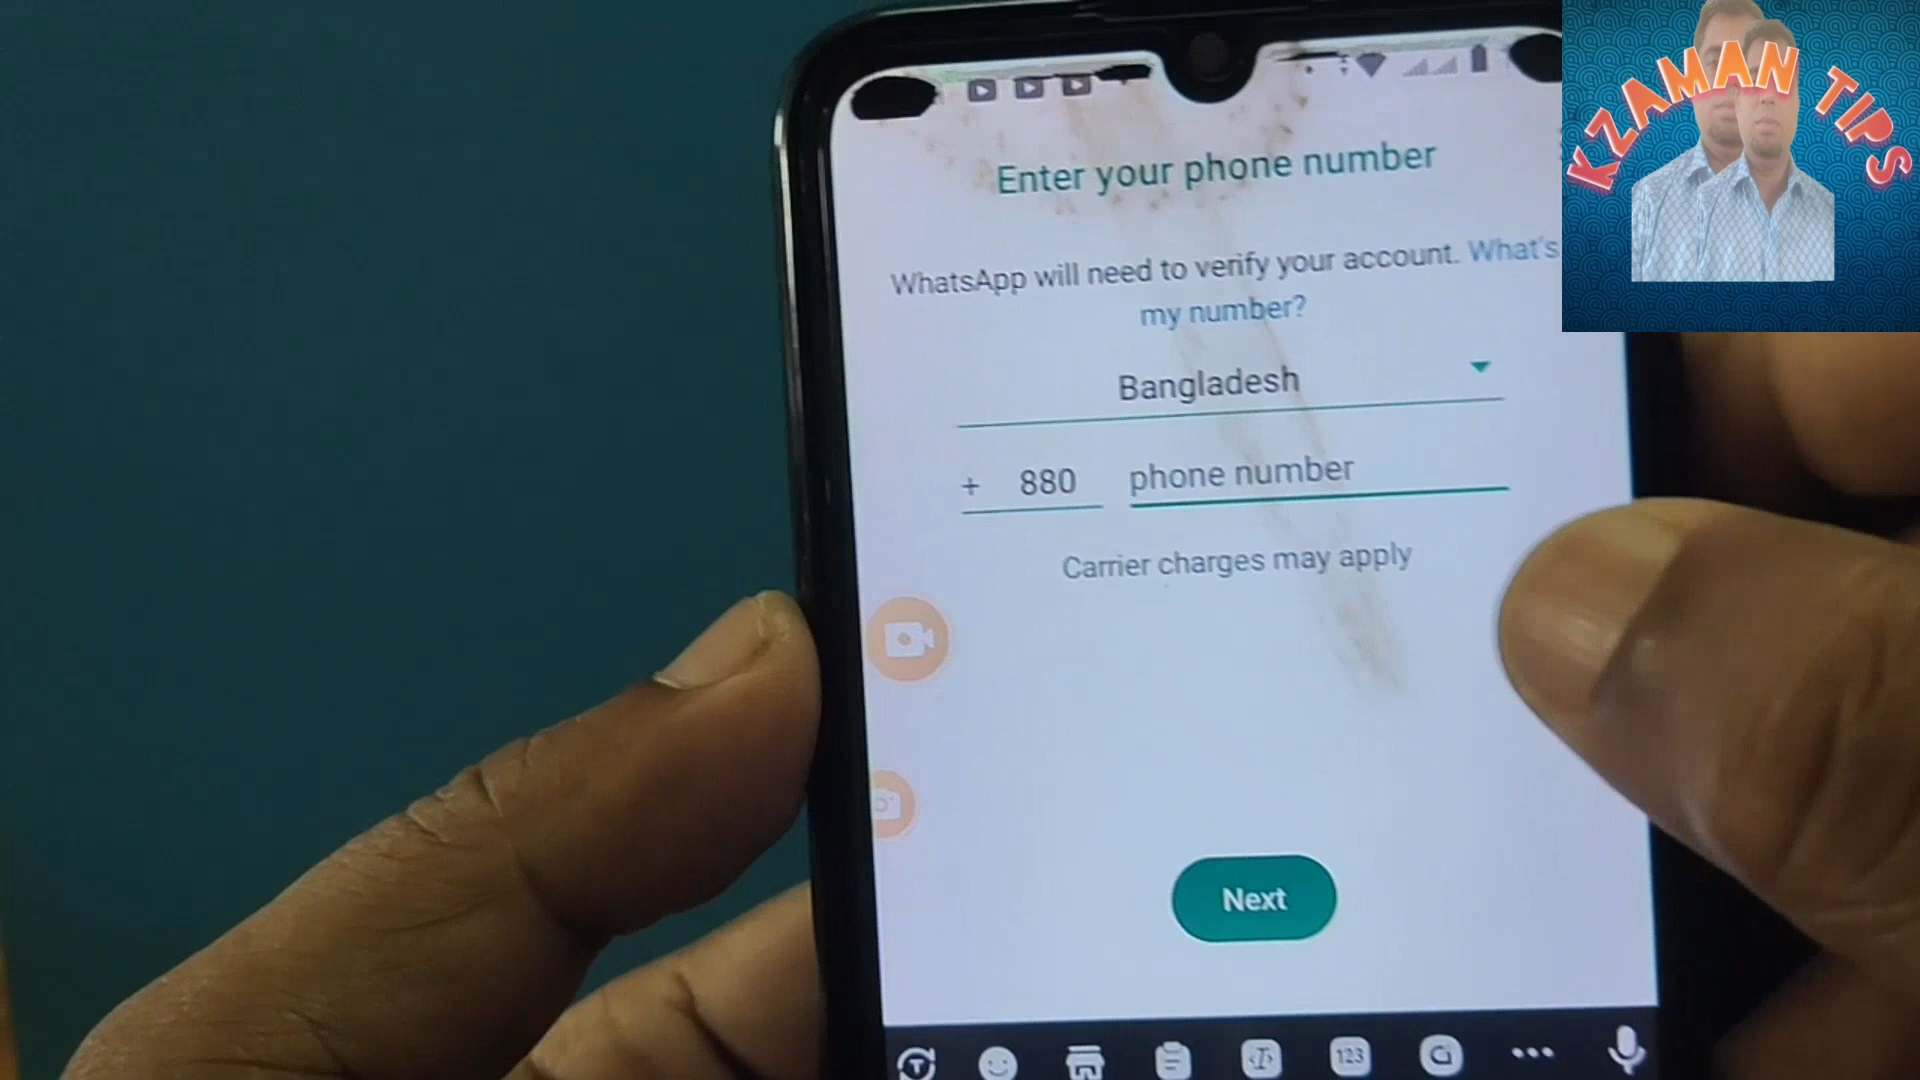 KZAMAN TIPS
Enter your phone number
WhatsApp will need to verify your account. What's
my number?
Bangladesh
+ 880 phone number
Carrier charges may apply
Next
123